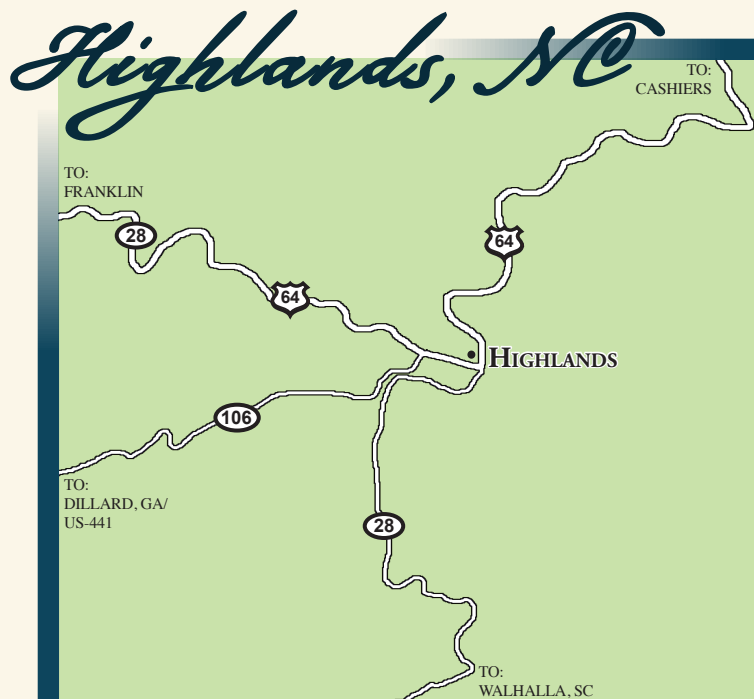 Highlands, NC
TO:
CASHIERS
TO:
FRANKLIN
28
64
64
HIGHLANDS
106
TO:
DILLARD, GA/
US-441
28
TO:
WALHALLA, SC